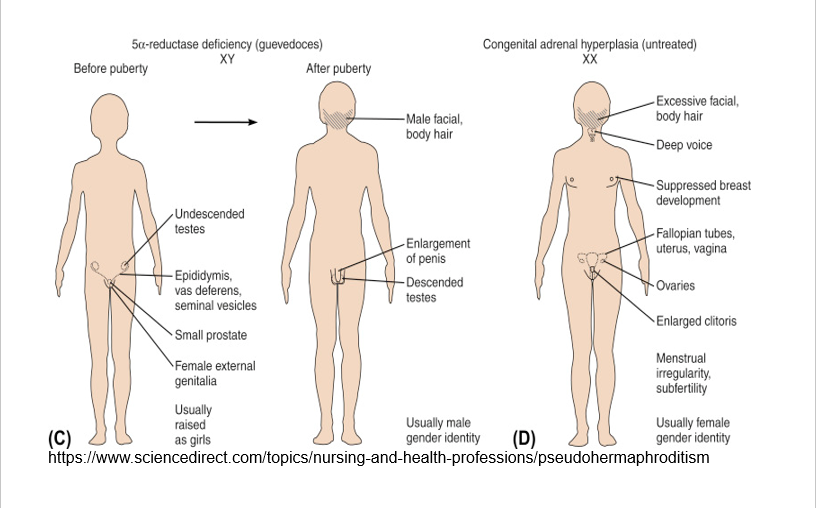 5α-reductase deficiency (guevedoces)
XY
Before puberty
After puberty
Male facial,
body hair
Undescended
testes
Epididymis,
vas deferens,
seminal vesicles
Small prostate
Female external
genitalia
Usually
raised
as girls
Enlargement
of penis
Descended
testes
Usually male
gender identity
(C)
Congenital adrenal hyperplasia (untreated)
XX
Excessive facial,
body hair
Deep voice
Suppressed breast
development
Fallopian tubes,
uterus, vagina
Ovaries
Enlarged clitoris
Menstrual
irregularity,
subfertility
Usually female
gender identity
(D)
https://www.sciencedirect.com/topics/nursing-and-health-professions/pseudohermaphroditism